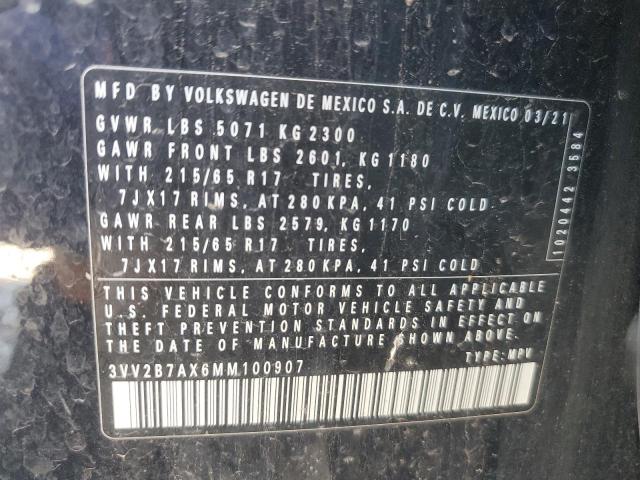 MFD BY VOLKSWAGEN DE MEXICO S.A. DE C.V. MEXICO 03/21
GVWR LBS 5071 KG 2300
GAWR FRONT LBS 2601, KG 1180
WITH 215/65 R17 TIRES,
7JX17 RIMS, AT 280 KPA, 41 PSI COLD
GAWR REAR LBS 2579, KG 1170
WITH 215/65 R17 TIRES,
7JX17 RIMS, AT 280 KPA, 41 PSI COLD
1020442 3584
THIS VEHICLE CONFORMS TO ALL APPLICABLE
U.S. FEDERAL MOTOR VEHICLE SAFETY AND
THEFT PREVENTION STANDARDS IN EFFECT ON
THE DATE OF MANUFACTURE SHOWN ABOVE.
3VV2B7AX6MM100907 TYPE: MPV